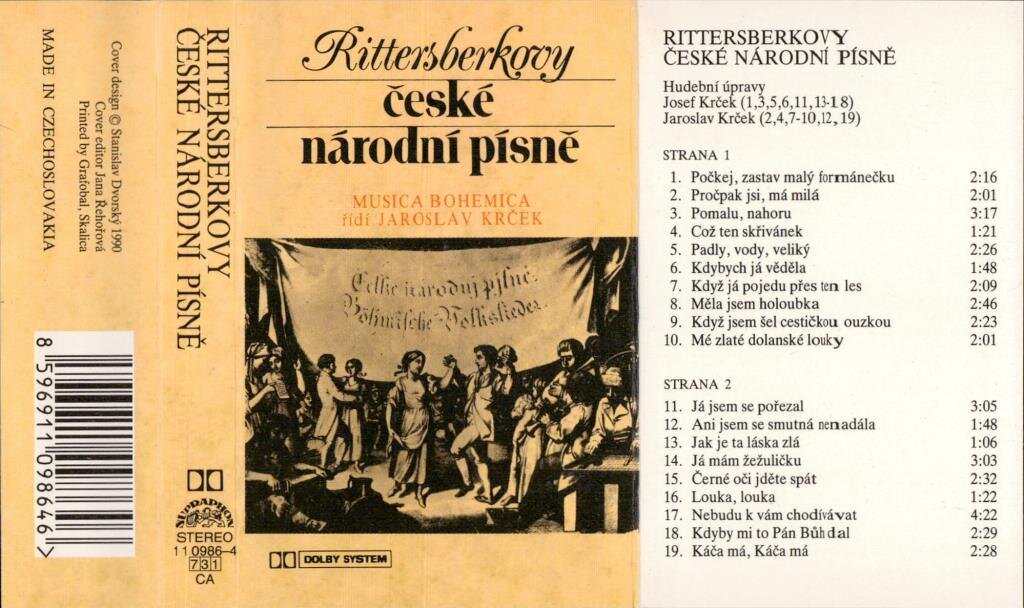 Cover design © Stanislav Dvorský 1990
Cover editor Jana Řehořová
Printed by Grafobal, Skalica
MADE IN CZECHOSLOVAKIA
8 596911 098646 >
RITTERSBERKOVY
ČESKÉ NÁRODNÍ PÍSNĚ
SUPRAPHON
STEREO
11 0986-4
731
CA
Rittersberkovy
české
národní písně
MUSICA BOHEMICA
řídí JAROSLAV KRČEK
Česke národnj pjsně.
Böhmische Volkslieder.
DOLBY SYSTEM
RITTERSBERKOVY
ČESKÉ NÁRODNÍ PÍSNĚ
Hudební úpravy
Josef Krček (1,3,5,6,11,13-18)
Jaroslav Krček (2,4,7-10,12, 19)
STRANA 1
1. Počkej, zastav malý formánečku 2:16
2. Pročpak jsi, má milá 2:01
3. Pomalu, nahoru 3:17
4. Což ten skřivánek 1:21
5. Padly, vody, veliký 2:26
6. Kdybych já věděla 1:48
7. Když já pojedu přes ten les 2:09
8. Měla jsem holoubka 2:46
9. Když jsem šel cestičkou ouzkou 2:23
10. Mé zlaté dolanské louky 2:01
STRANA 2
11. Já jsem se pořezal 3:05
12. Ani jsem se smutná nenadála 1:48
13. Jak je ta láska zlá 1:06
14. Já mám žežuličku 3:03
15. Černé oči jděte spát 2:32
16. Louka, louka 1:22
17. Nebudu k vám chodívávat 4:22
18. Kdyby mi to Pán Bůh dal 2:29
19. Káča má, Káča má 2:28